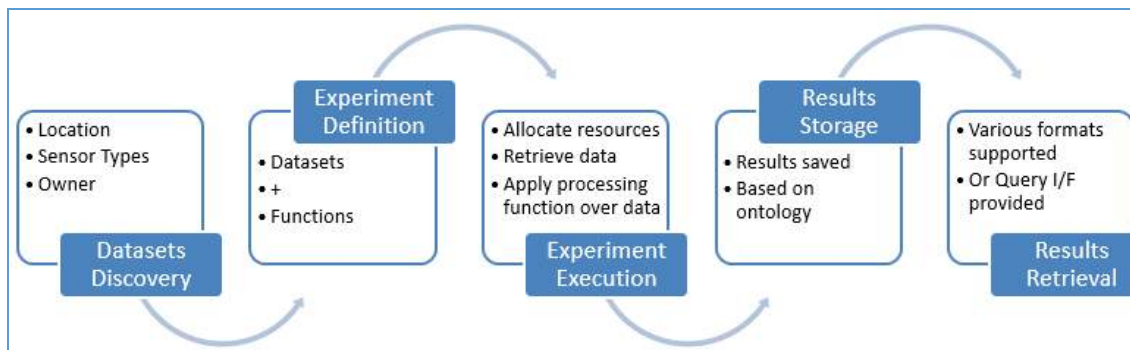 • Location
• Sensor Types
• Owner
Datasets
Discovery
Experiment
Definition
• Datasets
• +
• Functions
• Allocate resources
• Retrieve data
• Apply processing
function over data
Experiment
Execution
Results
Storage
• Results saved
• Based on
ontology
• Various formats
supported
• Or Query I/F
provided
Results
Retrieval